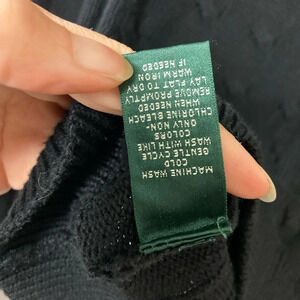 MACHINE WASH
COLD
GENTLE CYCLE
WASH WITH LIKE
COLORS
ONLY NON-
CHLORINE BLEACH
WHEN NEEDED
REMOVE PROMPTLY
LAY FLAT TO DRY
WARM IRON
IF NEEDED